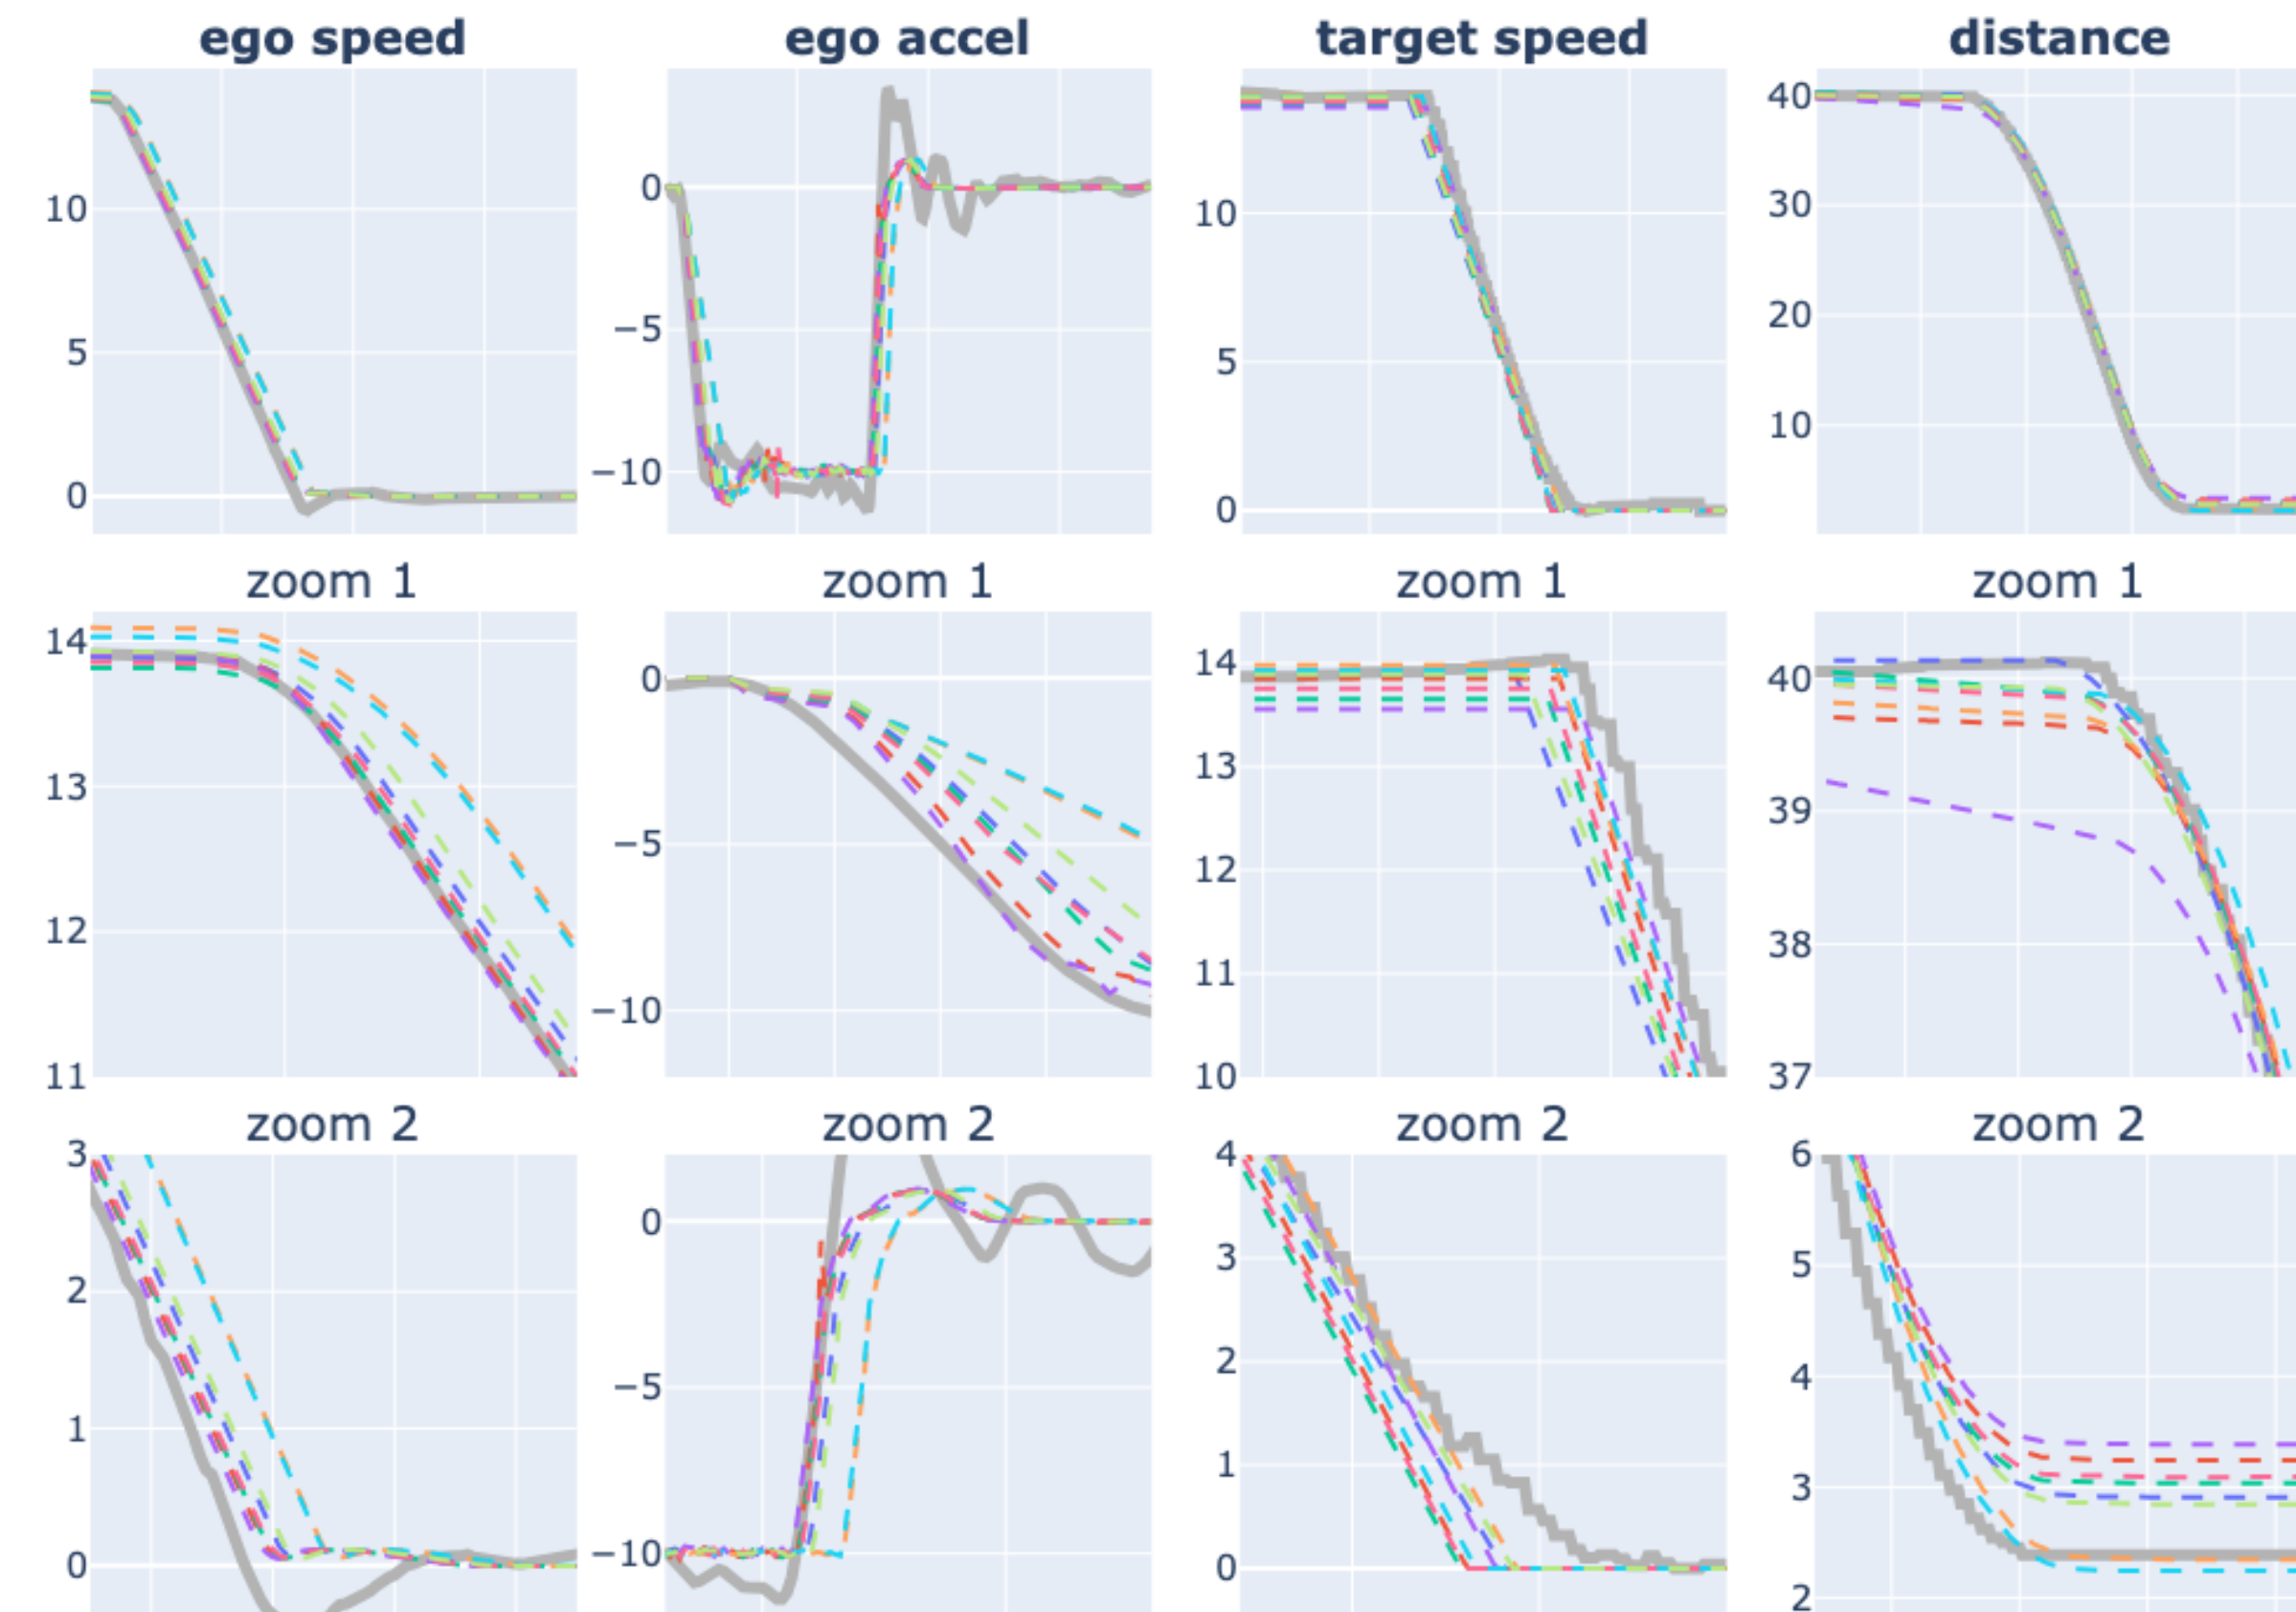 ego speed ego accel target speed distance
10 5 0
0 −5 −10
10 5 0
40 30 20 10
zoom 1 zoom 1 zoom 1 zoom 1
14 13 12 11
0 −5 −10
14 13 12 11 10
40 39 38 37
zoom 2 zoom 2 zoom 2 zoom 2
3 2 1 0
0 −5 −10
4 3 2 1 0
6 5 4 3 2